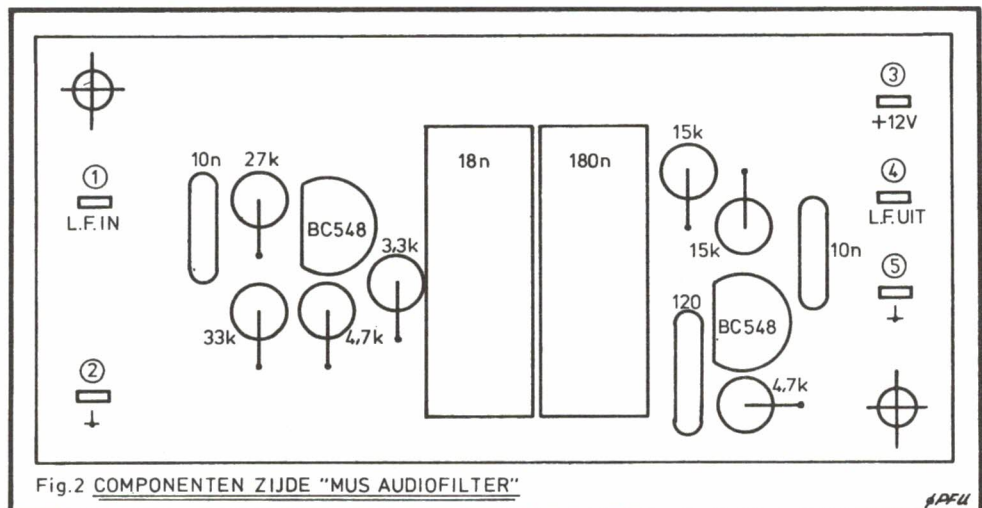 ③
+12V
15k
10n 27k 18n 180n
① ④
L.F.IN L.F.UIT
BC548
3,3k 15k 10n
⑤
120
33k 4,7k BC548
②
4,7k
Fig.2 COMPONENTEN ZIJDE "MUS AUDIOFILTER"